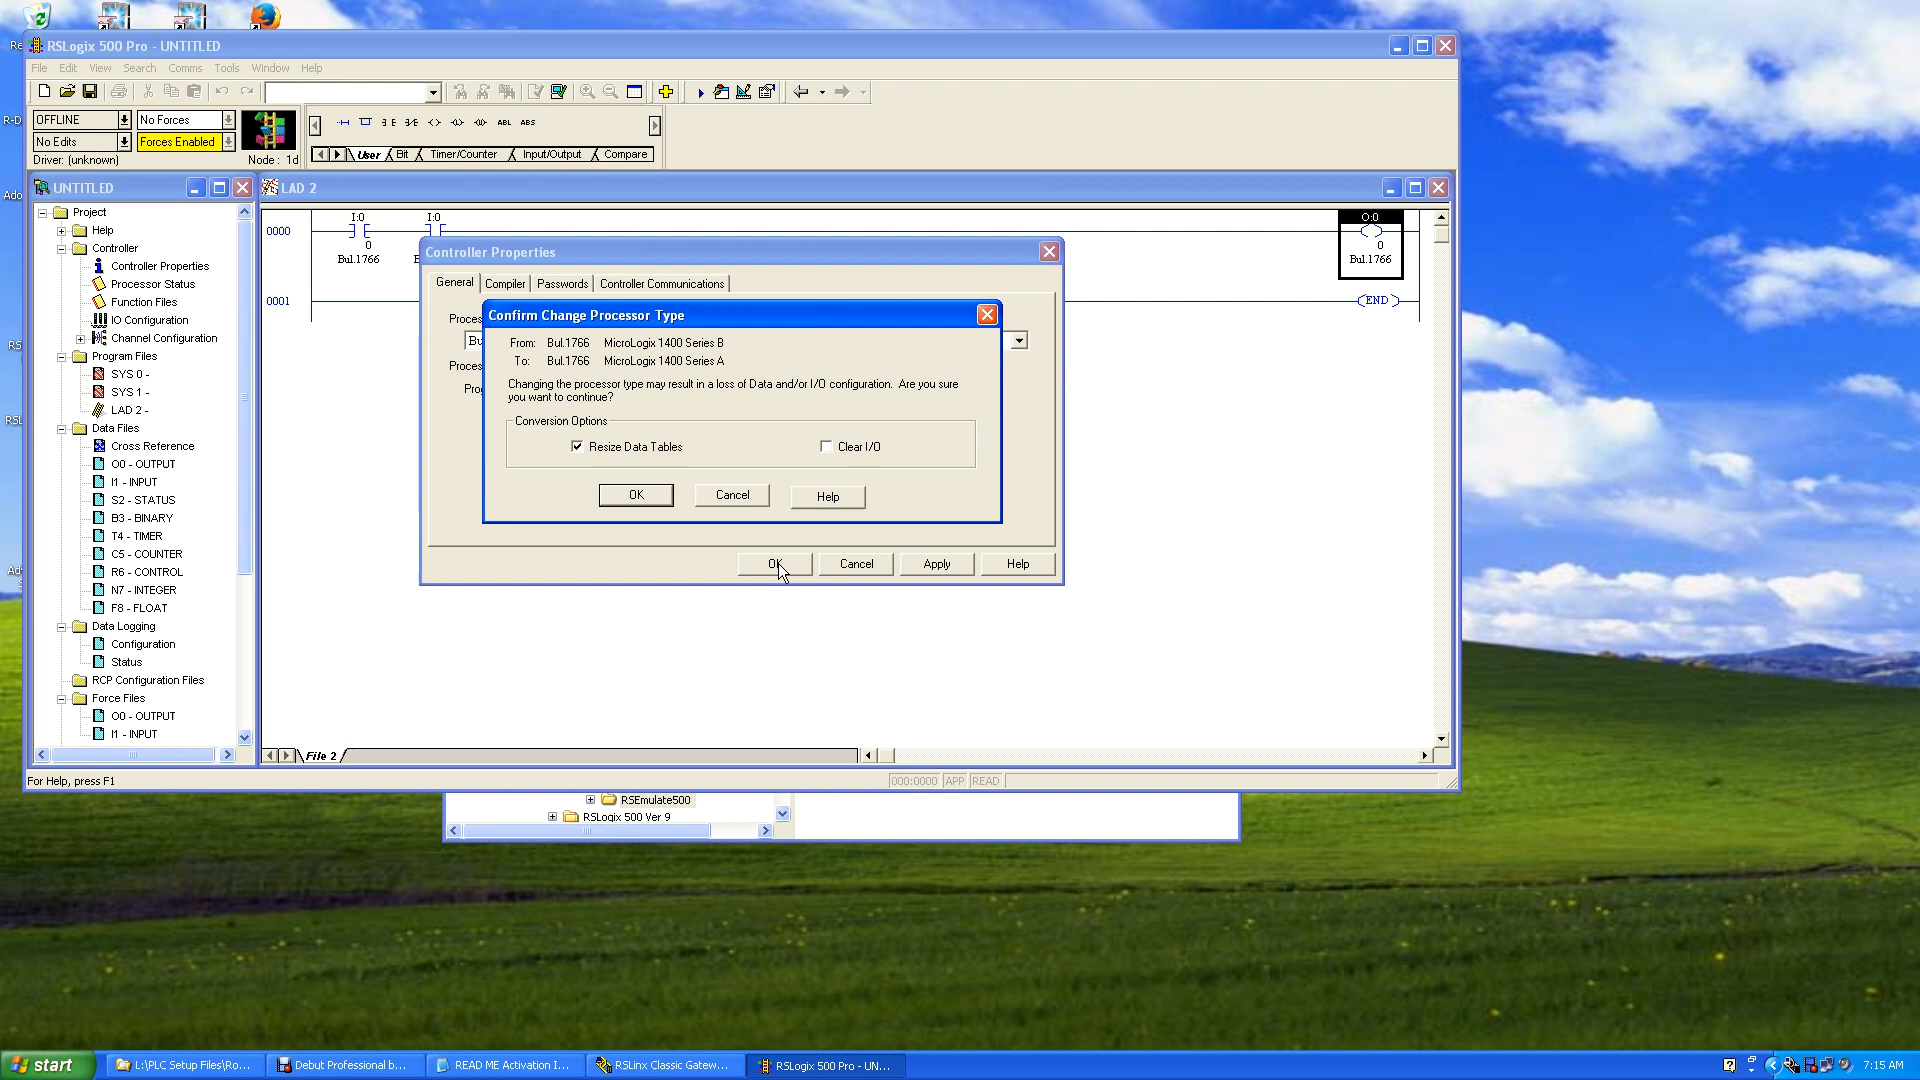 RSLogix 500 Pro - UNTITLED
File Edit View Search Comms Tools Window Help
OFFLINE No Forces
No Edits Forces Enabled
Driver: (unknown) Node : 1d
ABL ABS
User Bit Timer/Counter Input/Output Compare
UNTITLED
Project
Help
Controller
Controller Properties
Processor Status
Function Files
IO Configuration
Channel Configuration
Program Files
SYS 0 -
SYS 1 -
LAD 2 -
Data Files
Cross Reference
O0 - OUTPUT
I1 - INPUT
S2 - STATUS
B3 - BINARY
T4 - TIMER
C5 - COUNTER
R6 - CONTROL
N7 - INTEGER
F8 - FLOAT
Data Logging
Configuration
Status
RCP Configuration Files
Force Files
O0 - OUTPUT
I1 - INPUT
LAD 2
I:0 I:0 O:0
0000
0 0
Bul.1766 B Bul.1766
0001 END
Controller Properties
General Compiler Passwords Controller Communications
Proces
Bu
Proces
Pro
Confirm Change Processor Type
From: Bul.1766 MicroLogix 1400 Series B
To: Bul.1766 MicroLogix 1400 Series A
Changing the processor type may result in a loss of Data and/or I/O configuration. Are you sure
you want to continue?
Conversion Options
Resize Data Tables Clear I/O
OK Cancel Help
OK Cancel Apply Help
File 2
For Help, press F1 000:0000 APP READ
RSEmulate500
RSLogix 500 Ver 9
start L:\PLC Setup Files\Ro... Debut Professional b... READ ME Activation I... RSLinx Classic Gatew... RSLogix 500 Pro - UN... 7:15 AM